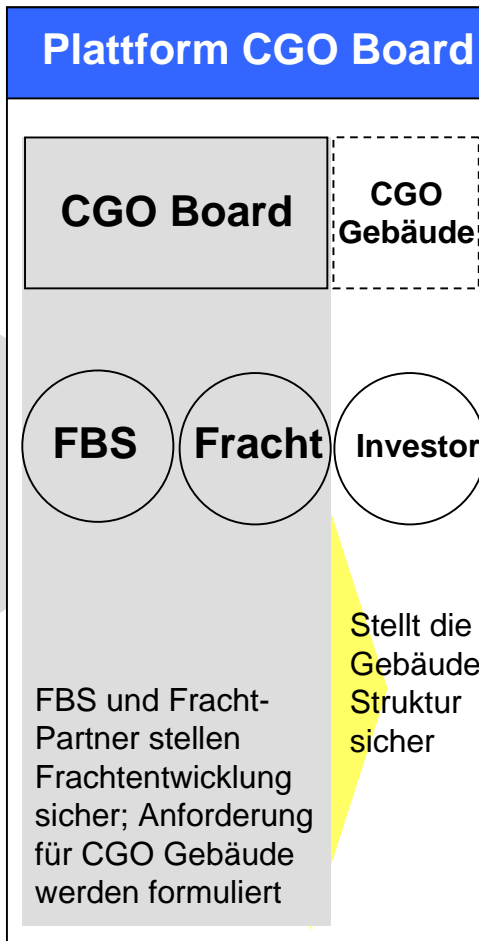 Plattform CGO Board
CGO Board
CGO
Gebäude
FBS
Fracht
Investor
Stellt die
Gebäude
Struktur
sicher
FBS und Fracht-
Partner stellen
Frachtentwicklung
sicher; Anforderung
für CGO Gebäude
werden formuliert